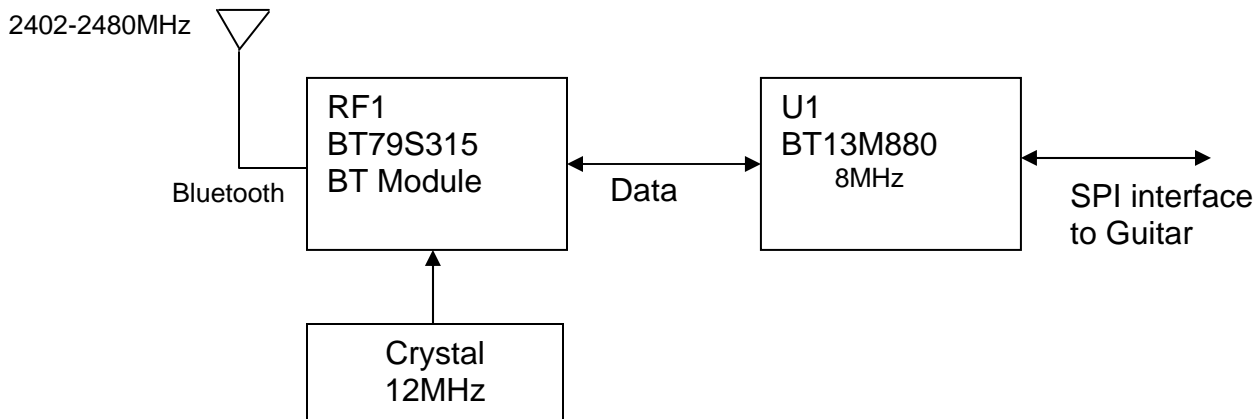 2402-2480MHz
RF1
BT79S315
BT Module
Bluetooth
Data
U1
BT13M880
8MHz
SPI interface
to Guitar
Crystal
12MHz